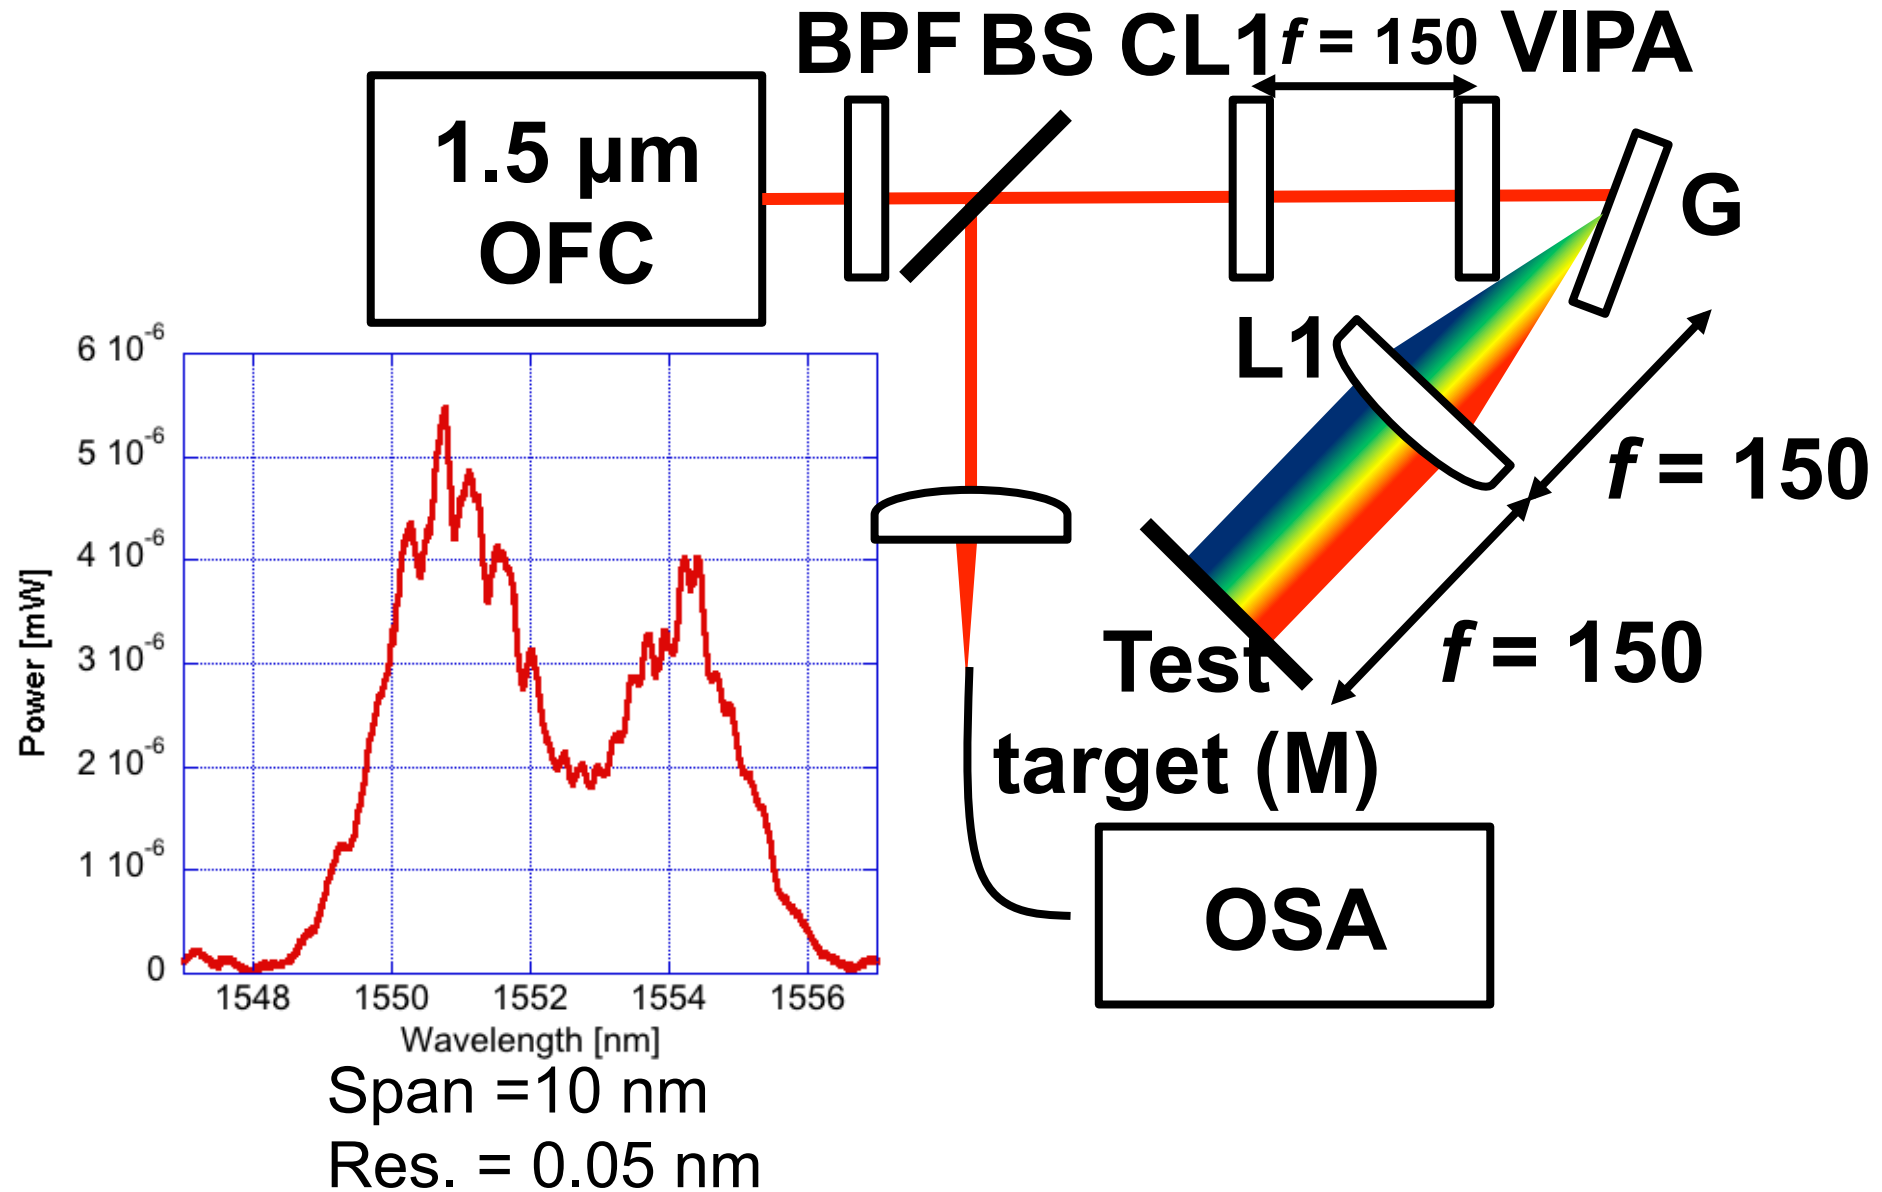 BPF BS CL1 f = 150 VIPA
1.5 μm
OFC
G
L1
f = 150
f = 150
Test
target (M)
OSA
6 10-6
5 10-6
4 10-6
3 10-6
2 10-6
1 10-6
0
Power [mW]
1548 1550 1552 1554 1556
Wavelength [nm]
Span =10 nm
Res. = 0.05 nm